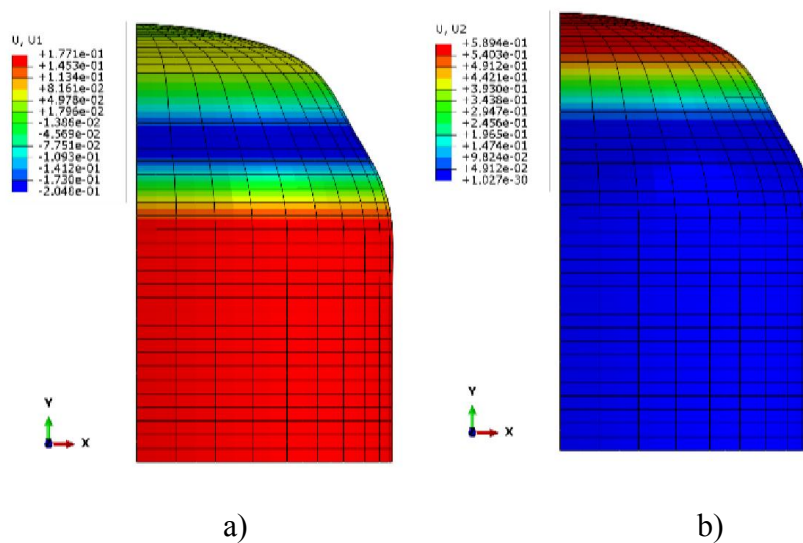 U, U1
+1.771e-01
+1.453e-01
+1.134e-01
+8.161e-02
+4.978e-02
+1.796e-02
-1.386e-02
-4.569e-02
-7.751e-02
-1.093e-01
-1.412e-01
-1.730e-01
-2.048e-01
Y
X
a)
U, U2
+5.894e-01
+5.403e-01
+4.912e-01
+4.421e-01
+3.930e-01
+3.438e-01
+2.947e-01
+2.456e-01
+1.965e-01
+1.474e-01
+9.824e-02
+4.912e-02
+1.027e-30
Y
X
b)